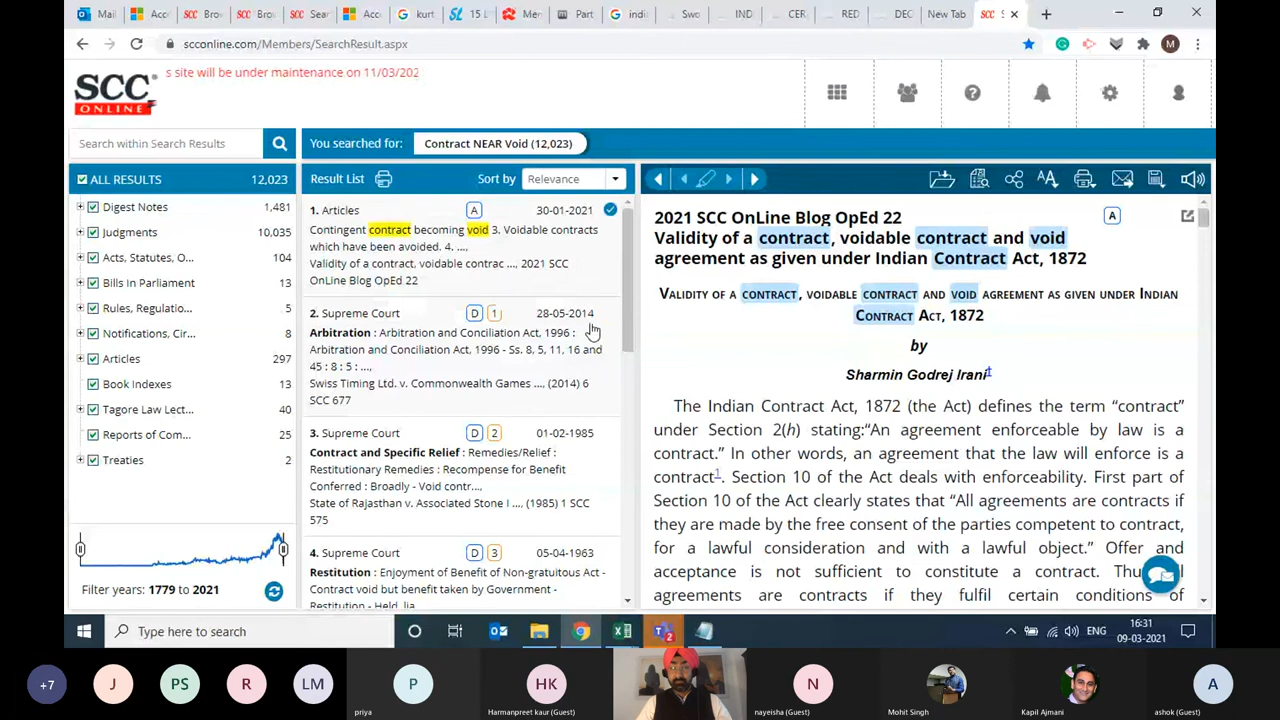 Mail
Acc
Brov
Brov
Sear
Acc
kurt
15 L
Mer
Part
indi
Swo
IND
CER
RED
DEC
New Tab
S
scconline.com/Members/SearchResult.aspx
M
SCC
ONLINE
s site will be under maintenance on 11/03/202
Search within Search Results
You searched for:
Contract NEAR Void (12,023)
ALL RESULTS 12,023
Digest Notes 1,481
Judgments 10,035
Acts, Statutes, O... 104
Bills In Parliament 13
Rules, Regulatio... 5
Notifications, Cir... 8
Articles 297
Book Indexes 13
Tagore Law Lect... 40
Reports of Com... 25
Treaties 2
Filter years: 1779 to 2021
Result List
Sort by Relevance
1. Articles A 30-01-2021
Contingent contract becoming void 3. Voidable contracts
which have been avoided. 4. ....
Validity of a contract, voidable contrac ..., 2021 SCC
OnLine Blog OpEd 22
2. Supreme Court D 1 28-05-2014
Arbitration : Arbitration and Conciliation Act, 1996 :
Arbitration and Conciliation Act, 1996 - Ss. 8, 5, 11, 16 and
45 : 8 : 5 : ...,
Swiss Timing Ltd. v. Commonwealth Games ..., (2014) 6
SCC 677
3. Supreme Court D 2 01-02-1985
Contract and Specific Relief : Remedies/Relief :
Restitutionary Remedies : Recompense for Benefit
Conferred : Broadly - Void contr..
State of Rajasthan v. Associated Stone I ..., (1985) 1 SCC
575
4. Supreme Court D 3 05-04-1963
Restitution : Enjoyment of Benefit of Non-gratuitous Act -
Contract void but benefit taken by Government -
Restitution - Held, lia
2021 SCC OnLine Blog OpEd 22 A
Validity of a contract, voidable contract and void
agreement as given under Indian Contract Act, 1872
VALIDITY OF A CONTRACT, VOIDABLE CONTRACT AND VOID AGREEMENT AS GIVEN UNDER INDIAN
CONTRACT ACT, 1872
by
Sharmin Godrej Irani†
The Indian Contract Act, 1872 (the Act) defines the term “contract”
under Section 2(h) stating:“An agreement enforceable by law is a
contract.” In other words, an agreement that the law will enforce is a
contract1. Section 10 of the Act deals with enforceability. First part of
Section 10 of the Act clearly states that “All agreements are contracts if
they are made by the free consent of the parties competent to contract,
for a lawful consideration and with a lawful object.” Offer and
acceptance is not sufficient to constitute a contract. Thu l
agreements are contracts if they fulfil certain conditions of
Type here to search
2
ENG
16:31
09-03-2021
+7
J
PS
R
LM
P
priya
HK
Harmanpreet kaur (Guest)
N
nayeisha (Guest)
Mohit Singh
Kapil Ajmani
A
ashok (Guest)